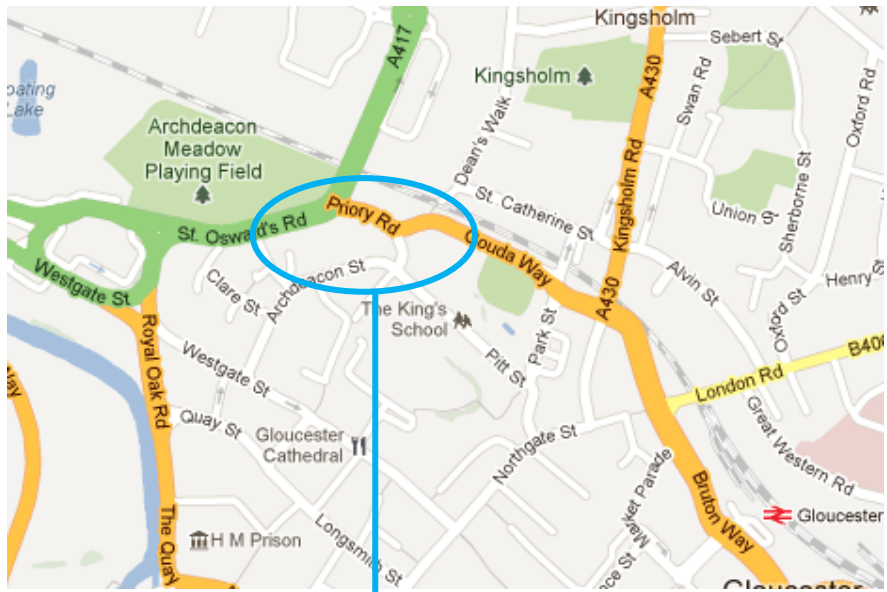 Kingsholm
Sebert St
A417
A430
Swan Rd
Oxford Rd
Kingsholm
Lake
Archdeacon
Meadow
Playing Field
Dean's Walk
St. Catherine St
Kingsholm Rd
Union St
Sherborne St
Priory Rd
St. Oswald's Rd
Gouda Way
Westgate St
Clare St
Archdeacon St
A430
Alvin St
Henry St
Oxford St
The King's
School
Park St
Pitt St
Royal Oak Rd
Westgate St
London Rd
Quay St
Gloucester
Cathedral
Northgate St
Great Western Rd
Market Parade
Bruton Way
Gloucester
The Quay
H M Prison
Longsmith St
Gloucester